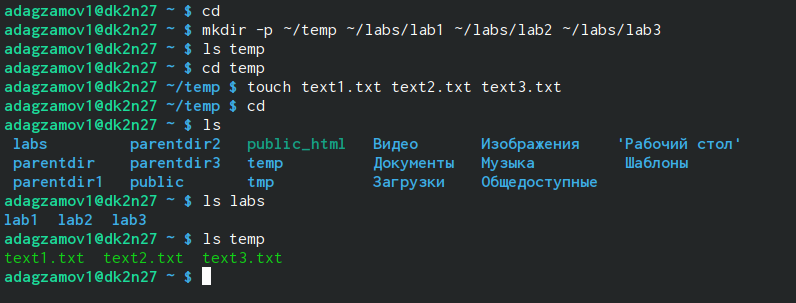 adagzamov1@dk2n27 ~ $ cd
adagzamov1@dk2n27 ~ $ mkdir -p ~/temp ~/labs/lab1 ~/labs/lab2 ~/labs/lab3
adagzamov1@dk2n27 ~ $ ls temp
adagzamov1@dk2n27 ~ $ cd temp
adagzamov1@dk2n27 ~/temp $ touch text1.txt text2.txt text3.txt
adagzamov1@dk2n27 ~/temp $ cd
adagzamov1@dk2n27 ~ $ ls
labs parentdir2 public_html Видео Изображения 'Рабочий стол'
parentdir parentdir3 temp Документы Музыка Шаблоны
parentdir1 public tmp Загрузки Общедоступные
adagzamov1@dk2n27 ~ $ ls labs
lab1 lab2 lab3
adagzamov1@dk2n27 ~ $ ls temp
text1.txt text2.txt text3.txt
adagzamov1@dk2n27 ~ $